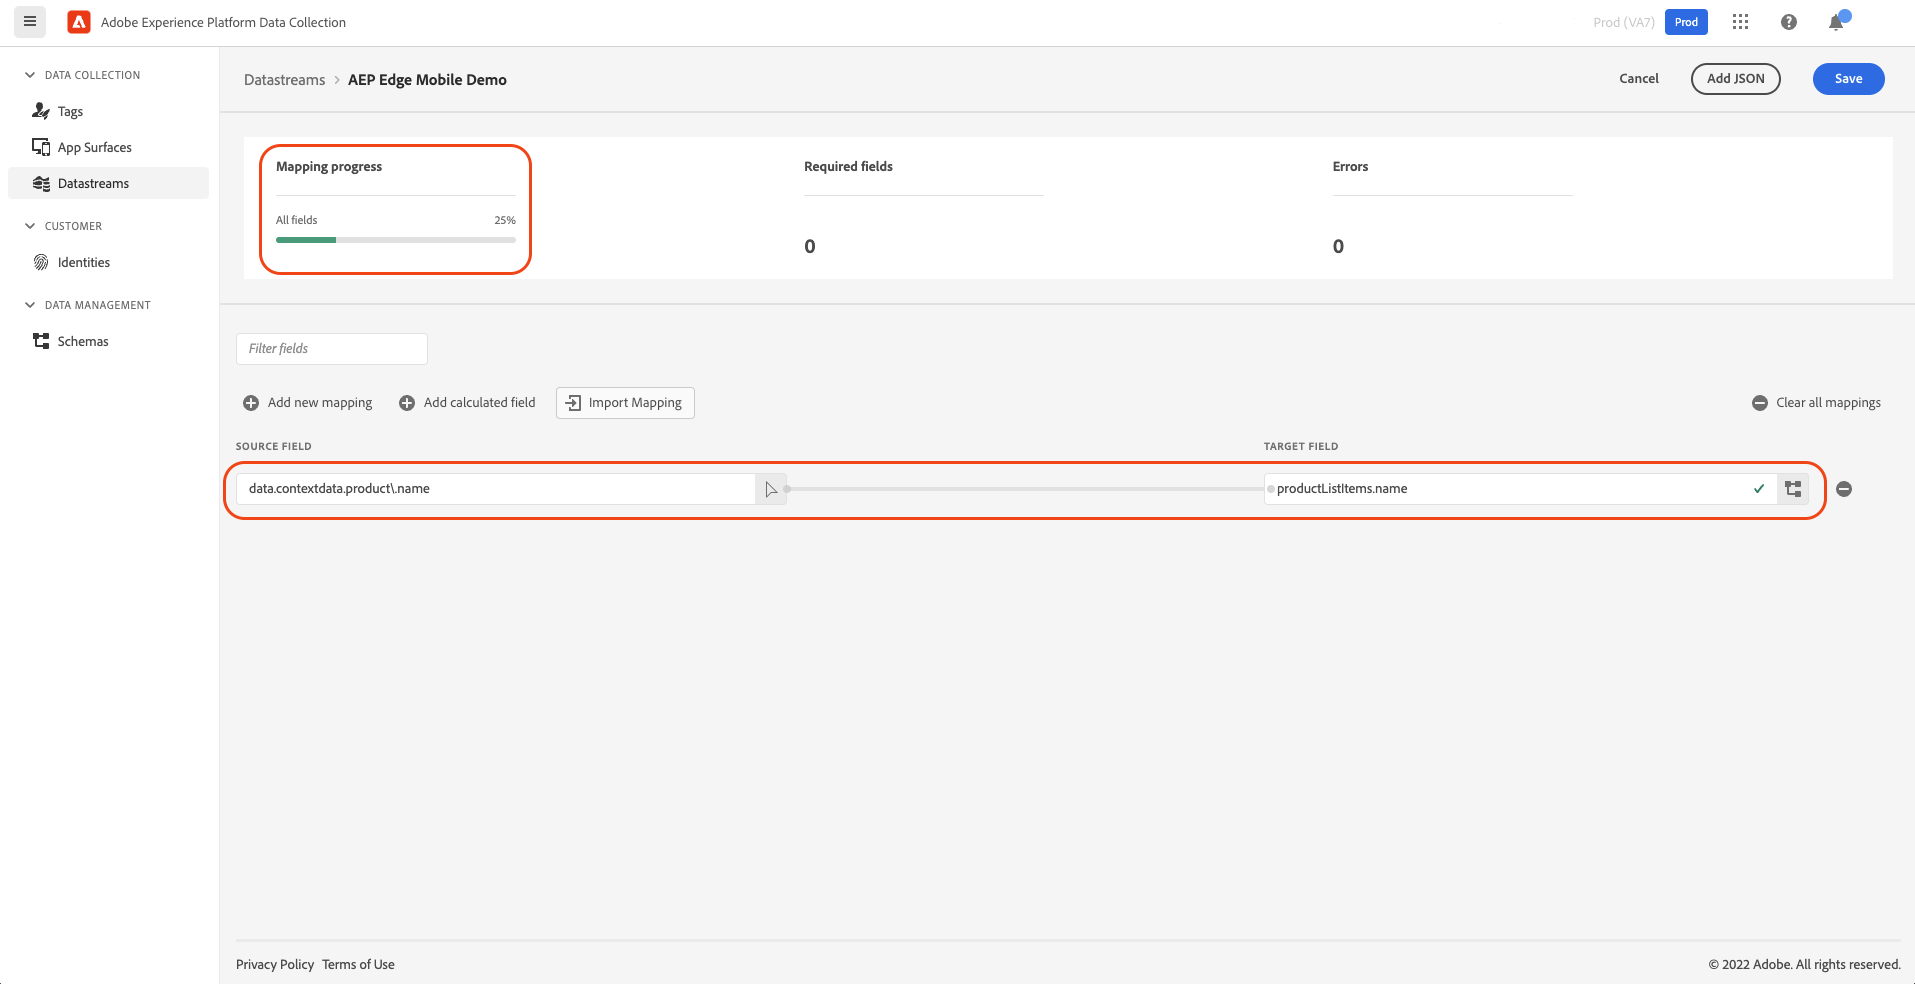 Adobe Experience Platform Data Collection
Prod (VA7)
Prod
DATA COLLECTION
Tags
App Surfaces
Datastreams
CUSTOMER
Identities
DATA MANAGEMENT
Schemas
Datastreams › AEP Edge Mobile Demo
Cancel
Add JSON
Save
Mapping progress
All fields 25%
Required fields
0
Errors
0
Filter fields
Add new mapping
Add calculated field
Import Mapping
Clear all mappings
SOURCE FIELD
TARGET FIELD
data.contextdata.product\.name
productListItems.name
Privacy Policy Terms of Use
© 2022 Adobe. All rights reserved.